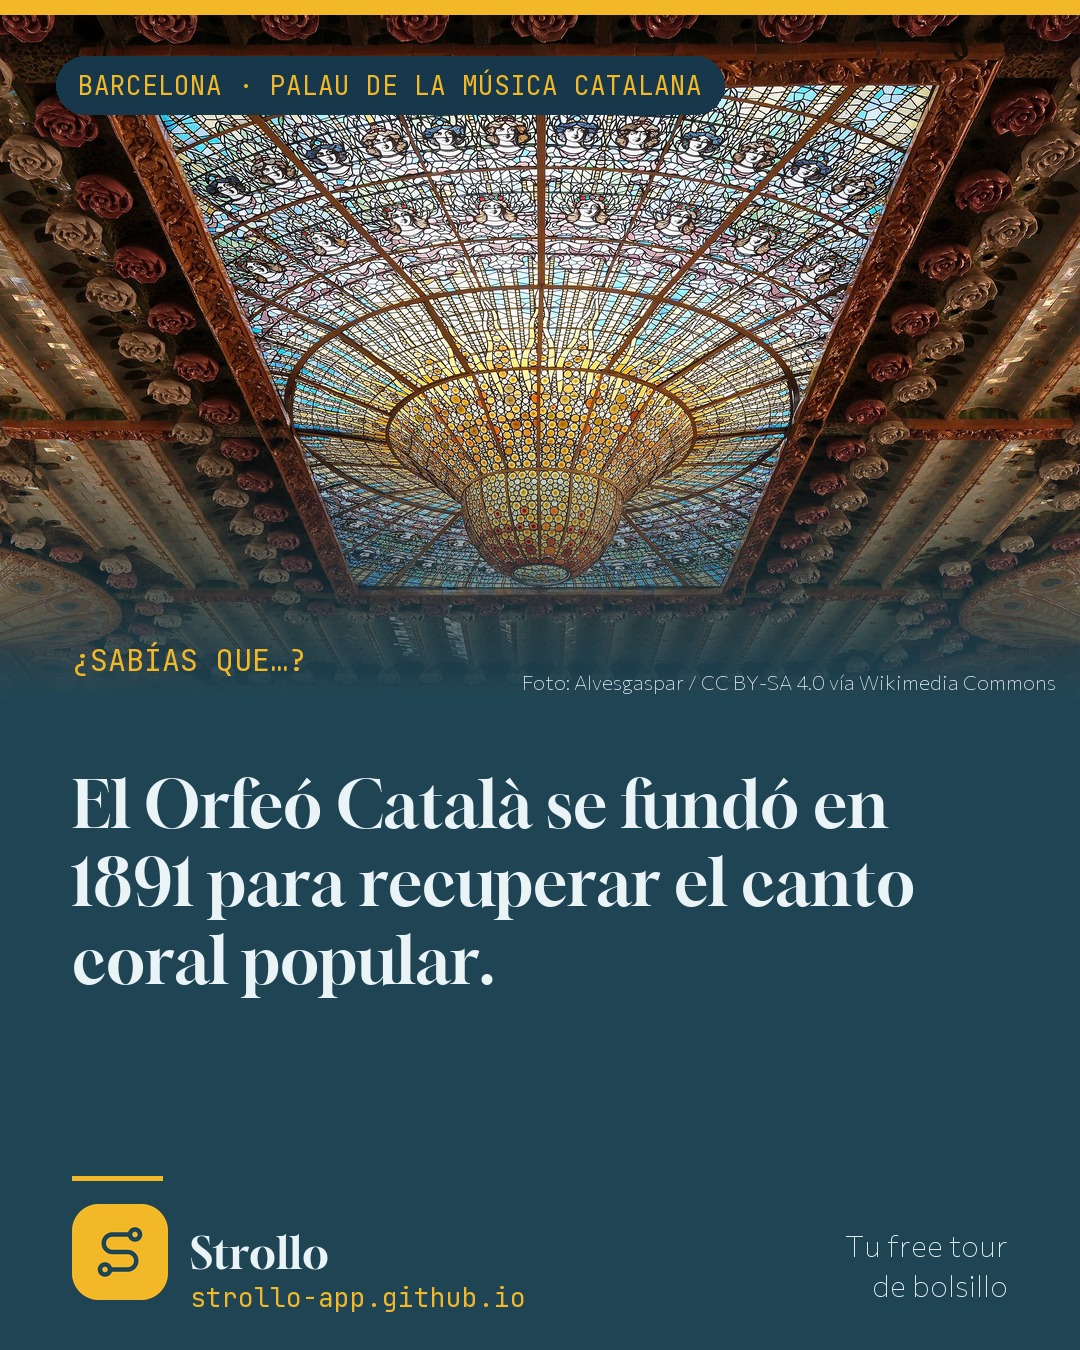 BARCELONA · PALAU DE LA MÚSICA CATALANA
¿SABÍAS QUE…?
Foto: Alvesgaspar / CC BY-SA 4.0 vía Wikimedia Commons
El Orfeó Català se fundó en
1891 para recuperar el canto
coral popular.
Strollo
strollo-app.github.io
Tu free tour
de bolsillo